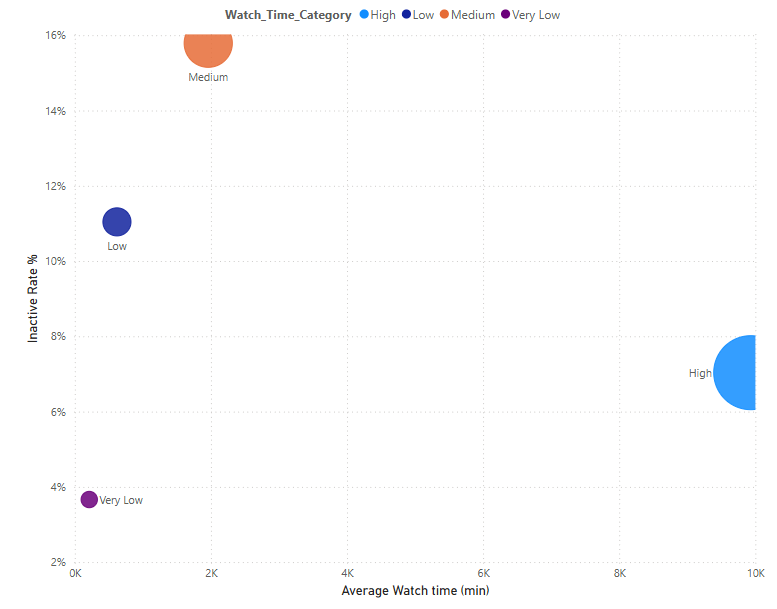 Watch_Time_Category High Low Medium Very Low
16%
Medium
14%
12%
Low
10%
Inactive Rate %
8%
High
6%
4%
Very Low
2%
0K 2K 4K 6K 8K 10K
Average Watch time (min)